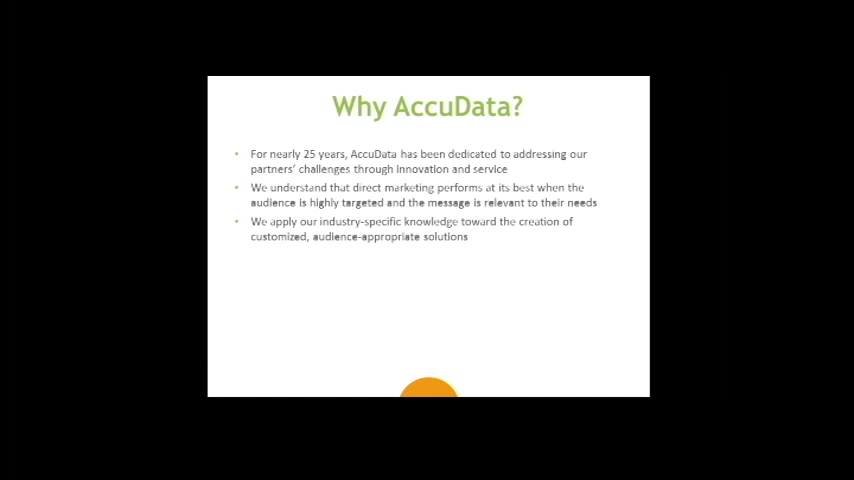 Why AccuData?
• For nearly 25 years, AccuData has been dedicated to addressing our
partners' challenges through innovation and service
• We understand that direct marketing performs at its best when the
audience is highly targeted and the message is relevant to their needs
• We apply our industry-specific knowledge toward the creation of
customized, audience-appropriate solutions